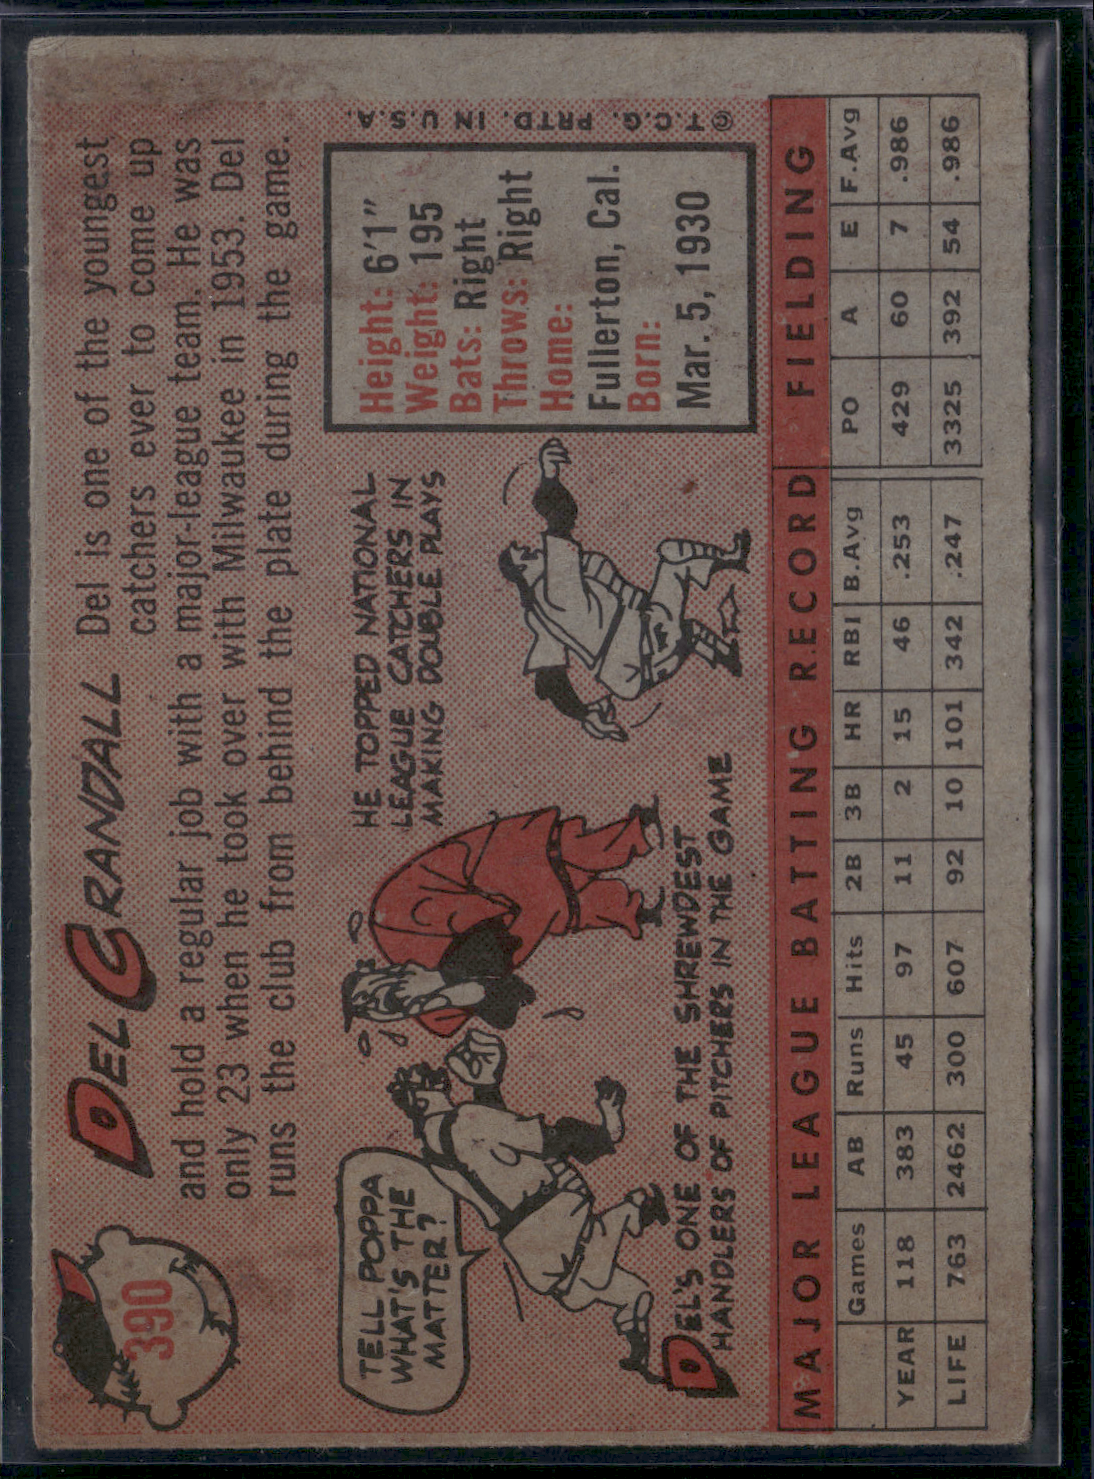 390
DEL CRANDALL
Del is one of the youngest
catchers ever to come up
and hold a regular job with a major-league team. He was
only 23 when he took over with Milwaukee in 1953. Del
runs the club from behind the plate during the game.
TELL POPPA
WHAT'S THE
MATTER?
DEL'S ONE OF THE SHREWDEST
HANDLERS OF PITCHERS IN THE GAME
HE TOPPED NATIONAL
LEAGUE CATCHERS IN
MAKING DOUBLE PLAYS
Height: 6'1"
Weight: 195
Bats: Right
Throws: Right
Home:
Fullerton, Cal.
Born:
Mar. 5, 1930
© T.C.G. PRTD. IN U.S.A.
MAJOR LEAGUE BATTING RECORD FIELDING
Games AB Runs Hits 2B 3B HR RBI B.Avg PO A E F.Avg
YEAR 118 383 45 97 11 2 15 46 .253 429 60 7 .986
LIFE 763 2462 300 607 92 10 101 342 .247 3325 392 54 .986